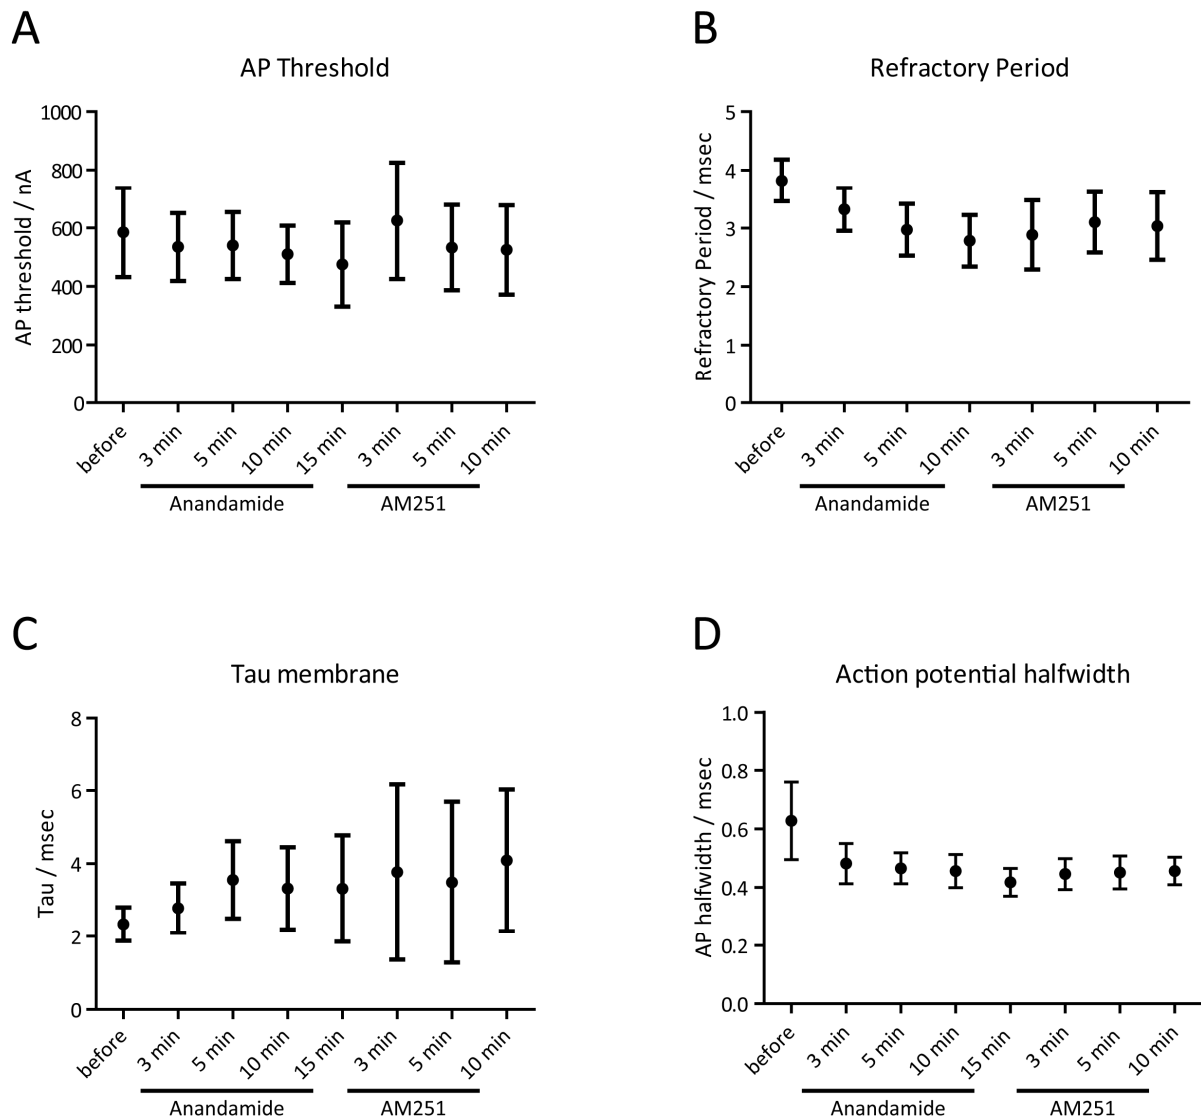 A
AP Threshold
AP threshold / nA
1000
800
600
400
200
0
before
3 min
5 min
10 min
15 min
3 min
5 min
10 min
Anandamide
AM251
B
Refractory Period
Refractory Period / msec
5
4
3
2
1
0
before
3 min
5 min
10 min
3 min
5 min
10 min
Anandamide
AM251
C
Tau membrane
Tau / msec
8
6
4
2
0
before
3 min
5 min
10 min
15 min
3 min
5 min
10 min
Anandamide
AM251
D
Action potential halfwidth
AP halfwidth / msec
1.0
0.8
0.6
0.4
0.2
0.0
before
3 min
5 min
10 min
15 min
3 min
5 min
10 min
Anandamide
AM251